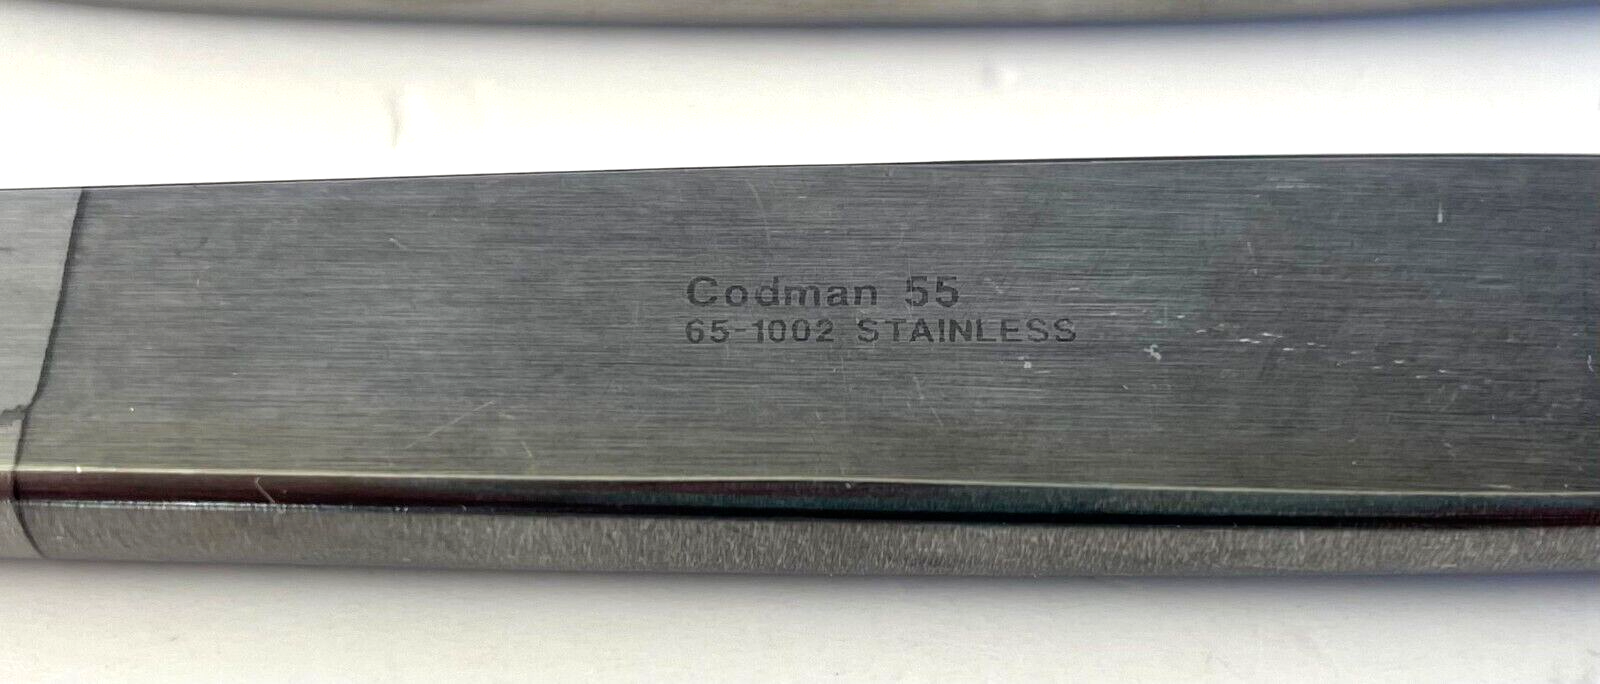 Codman 55
65-1002 STAINLESS